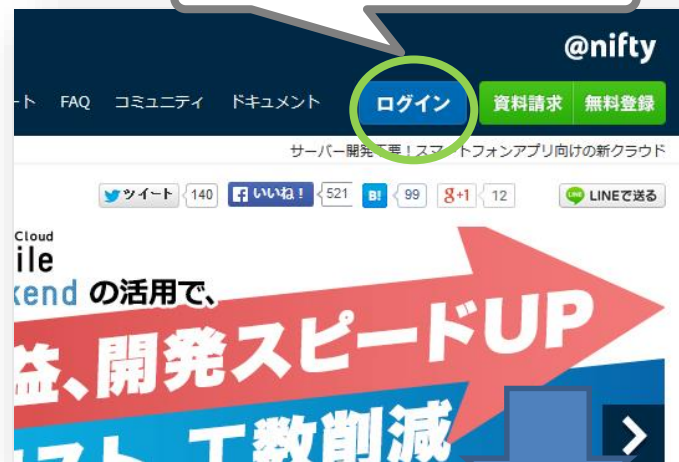 @nifty
ート FAQ コミュニティ ドキュメント ログイン 資料請求 無料登録
サーバー開発不要!スマートフォンアプリ向けの新クラウド
ツイート 140 いいね! 521 B! 99 g+1 12 LINEで送る
Cloud
ile
kend の活用で、
益、開発スピードUP
スト、工数削減